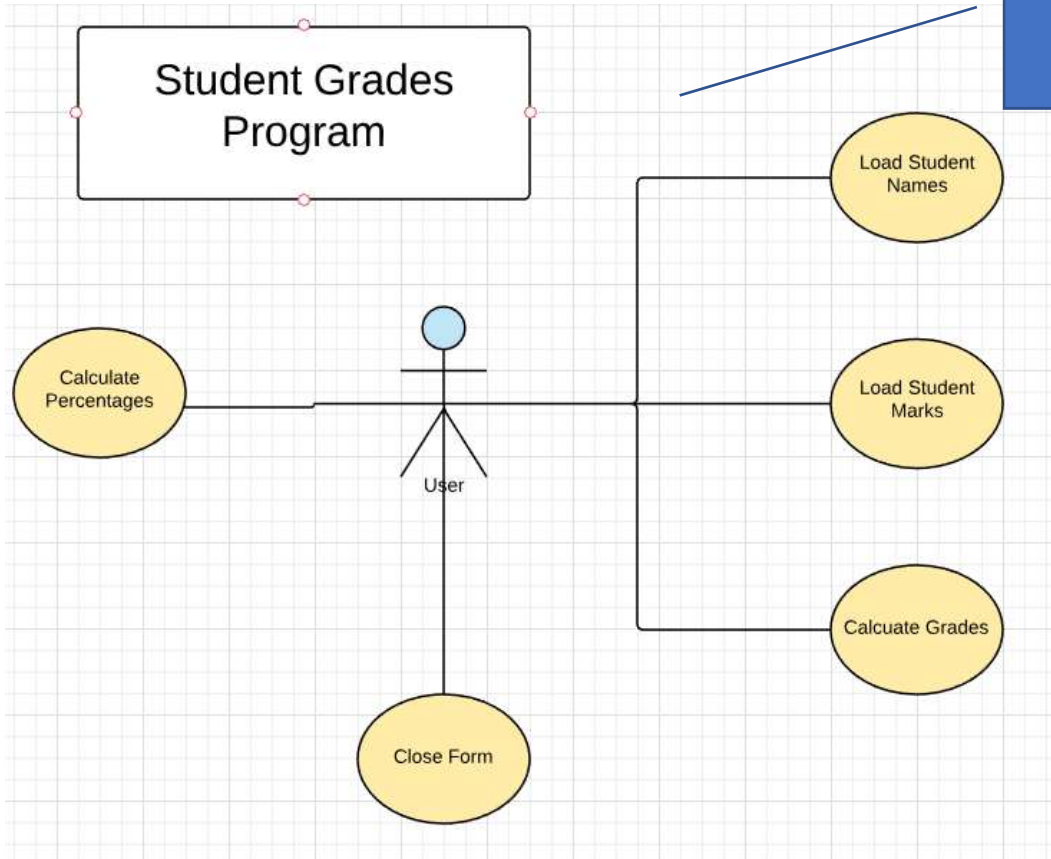 Student Grades
Program
Load Student
Names
Calculate
Percentages
Load Student
Marks
User
Calcuate Grades
Close Form